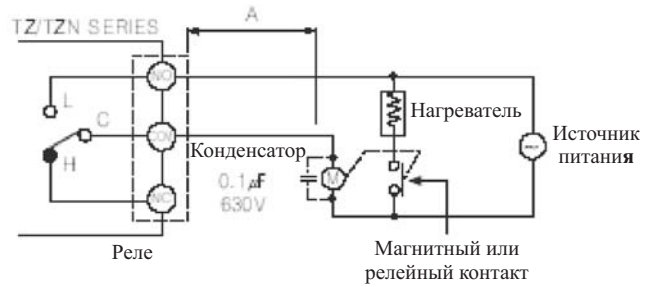 TZ/TZN SERIES
A
NO
L
C
COM
H
NC
Конденсатор
0.1μF
630V
M
Нагреватель
Источник
питания
Реле
Магнитный или
релейный контакт